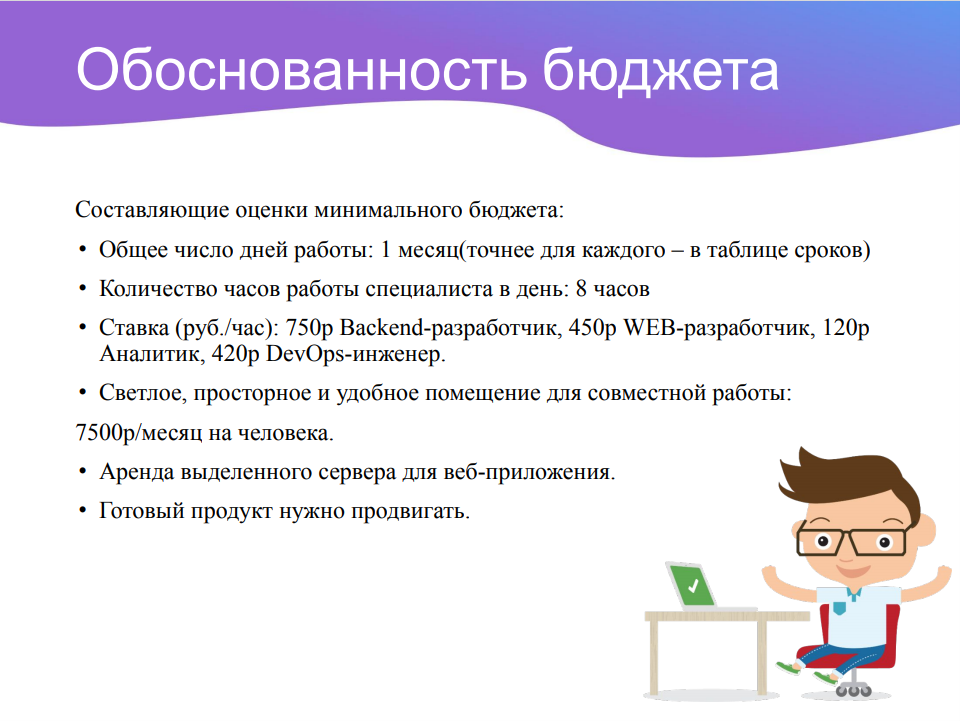 Обоснованность бюджета
Составляющие оценки минимального бюджета:
• Общее число дней работы: 1 месяц(точнее для каждого – в таблице сроков)
• Количество часов работы специалиста в день: 8 часов
• Ставка (руб./час): 750р Backend-разработчик, 450р WEB-разработчик, 120р
Аналитик, 420р DevOps-инженер.
• Светлое, просторное и удобное помещение для совместной работы:
7500р/месяц на человека.
• Аренда выделенного сервера для веб-приложения.
• Готовый продукт нужно продвигать.